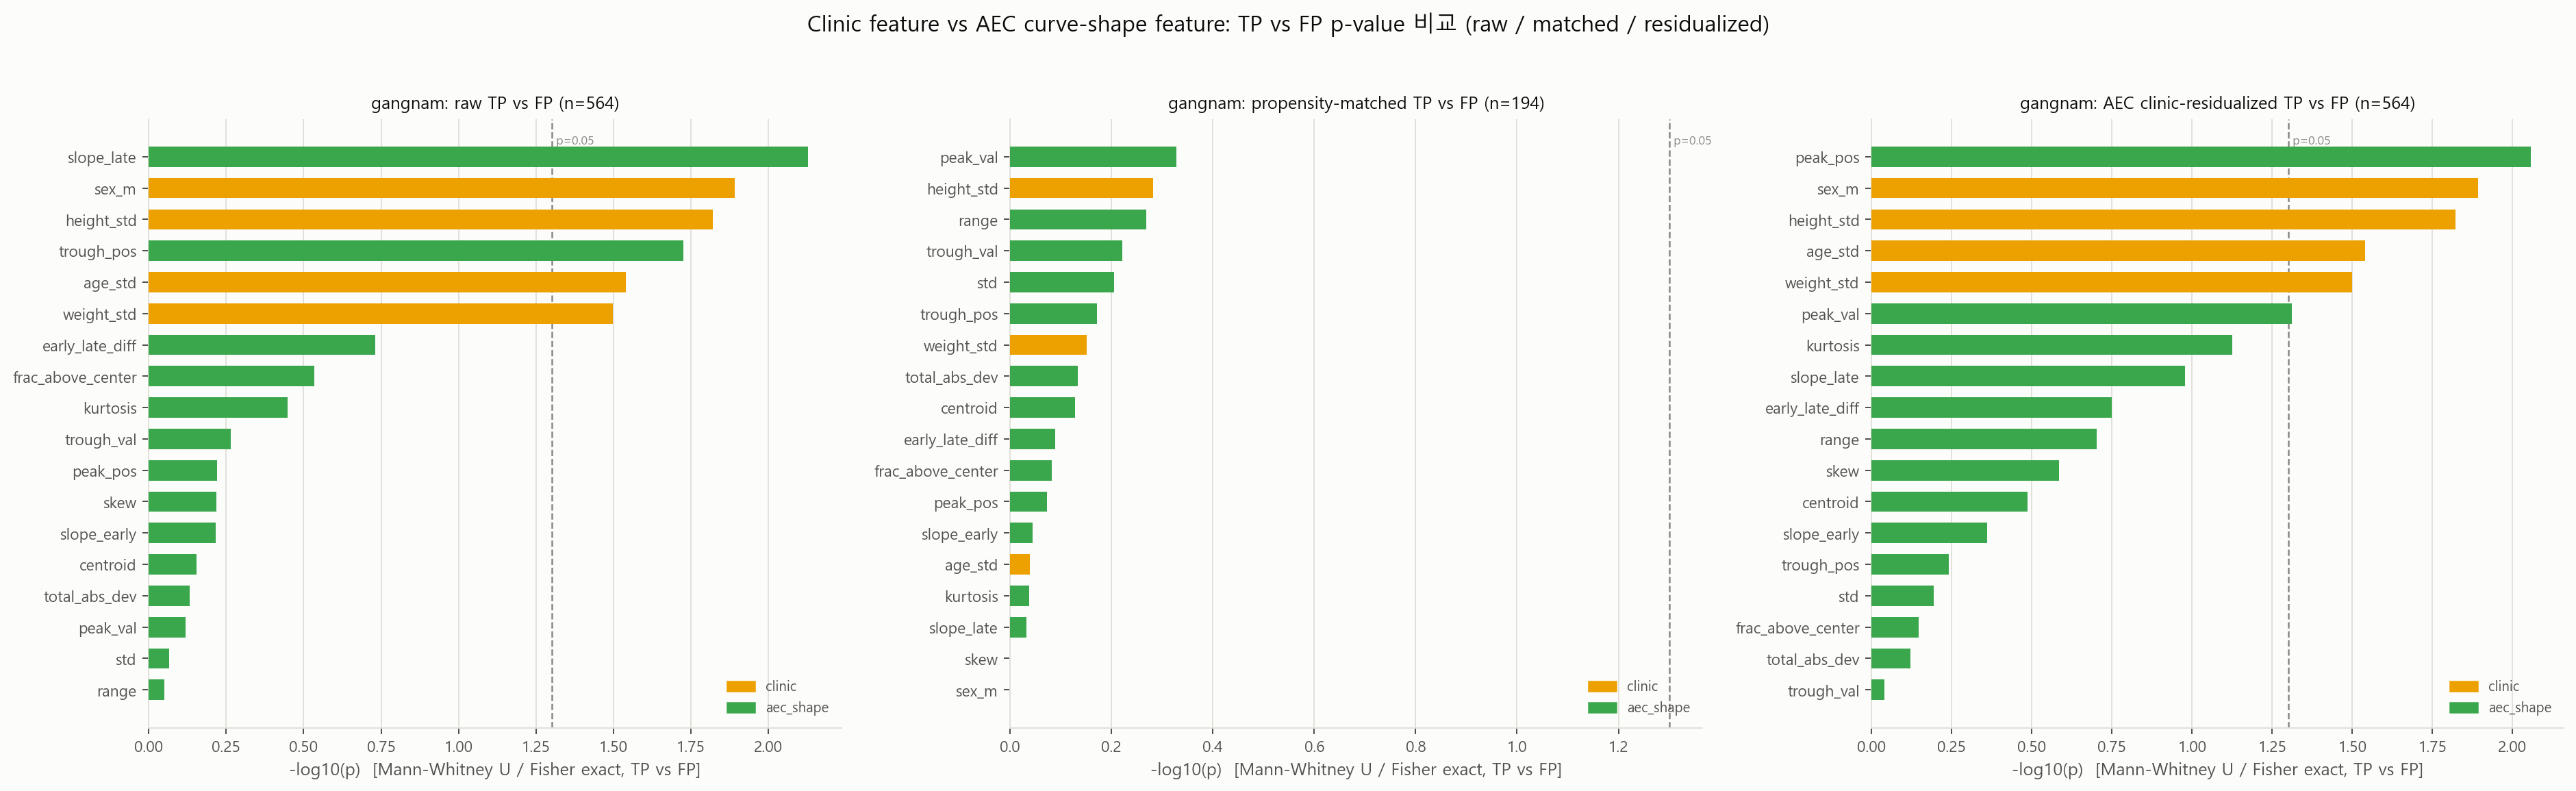 Clinic feature vs AEC curve-shape feature: TP vs FP p-value 비교 (raw / matched / residualized)
gangnam: raw TP vs FP (n=564)
p=0.05
slope_late
sex_m
height_std
trough_pos
age_std
weight_std
early_late_diff
frac_above_center
kurtosis
trough_val
peak_pos
skew
slope_early
centroid
total_abs_dev
peak_val
std
range
clinic
aec_shape
0.00 0.25 0.50 0.75 1.00 1.25 1.50 1.75 2.00
-log10(p) [Mann-Whitney U / Fisher exact, TP vs FP]
gangnam: propensity-matched TP vs FP (n=194)
p=0.05
peak_val
height_std
range
trough_val
std
trough_pos
weight_std
total_abs_dev
centroid
early_late_diff
frac_above_center
peak_pos
slope_early
age_std
kurtosis
slope_late
skew
sex_m
clinic
aec_shape
0.0 0.2 0.4 0.6 0.8 1.0 1.2
-log10(p) [Mann-Whitney U / Fisher exact, TP vs FP]
gangnam: AEC clinic-residualized TP vs FP (n=564)
p=0.05
peak_pos
sex_m
height_std
age_std
weight_std
peak_val
kurtosis
slope_late
early_late_diff
range
skew
centroid
slope_early
trough_pos
std
frac_above_center
total_abs_dev
trough_val
clinic
aec_shape
0.00 0.25 0.50 0.75 1.00 1.25 1.50 1.75 2.00
-log10(p) [Mann-Whitney U / Fisher exact, TP vs FP]